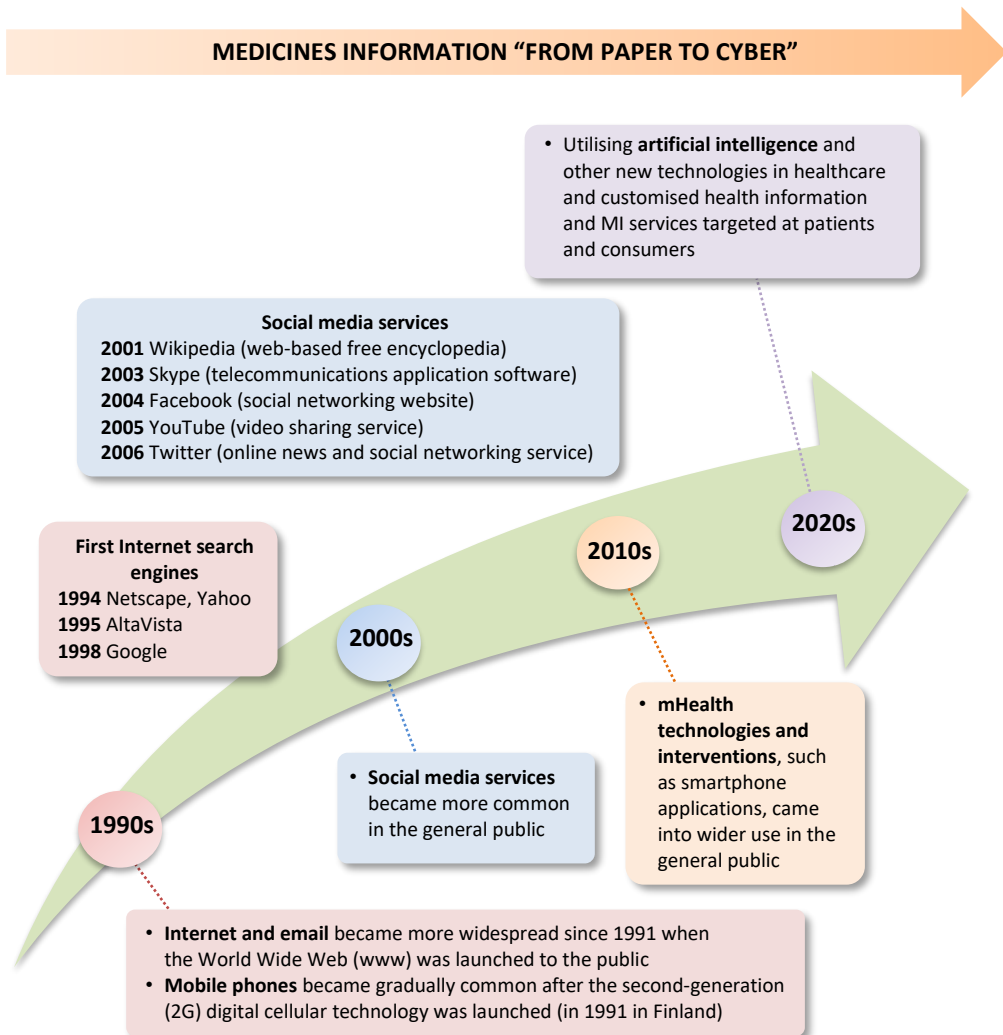 MEDICINES INFORMATION “FROM PAPER TO CYBER”
• Utilising artificial intelligence and
other new technologies in healthcare
and customised health information
and MI services targeted at patients
and consumers
Social media services
2001 Wikipedia (web-based free encyclopedia)
2003 Skype (telecommunications application software)
2004 Facebook (social networking website)
2005 YouTube (video sharing service)
2006 Twitter (online news and social networking service)
First Internet search
engines
1994 Netscape, Yahoo
1995 AltaVista
1998 Google
2020s
2010s
2000s
1990s
• mHealth
technologies and
interventions, such
as smartphone
applications, came
into wider use in the
general public
• Social media services
became more common
in the general public
• Internet and email became more widespread since 1991 when
the World Wide Web (www) was launched to the public
• Mobile phones became gradually common after the second-generation
(2G) digital cellular technology was launched (in 1991 in Finland)